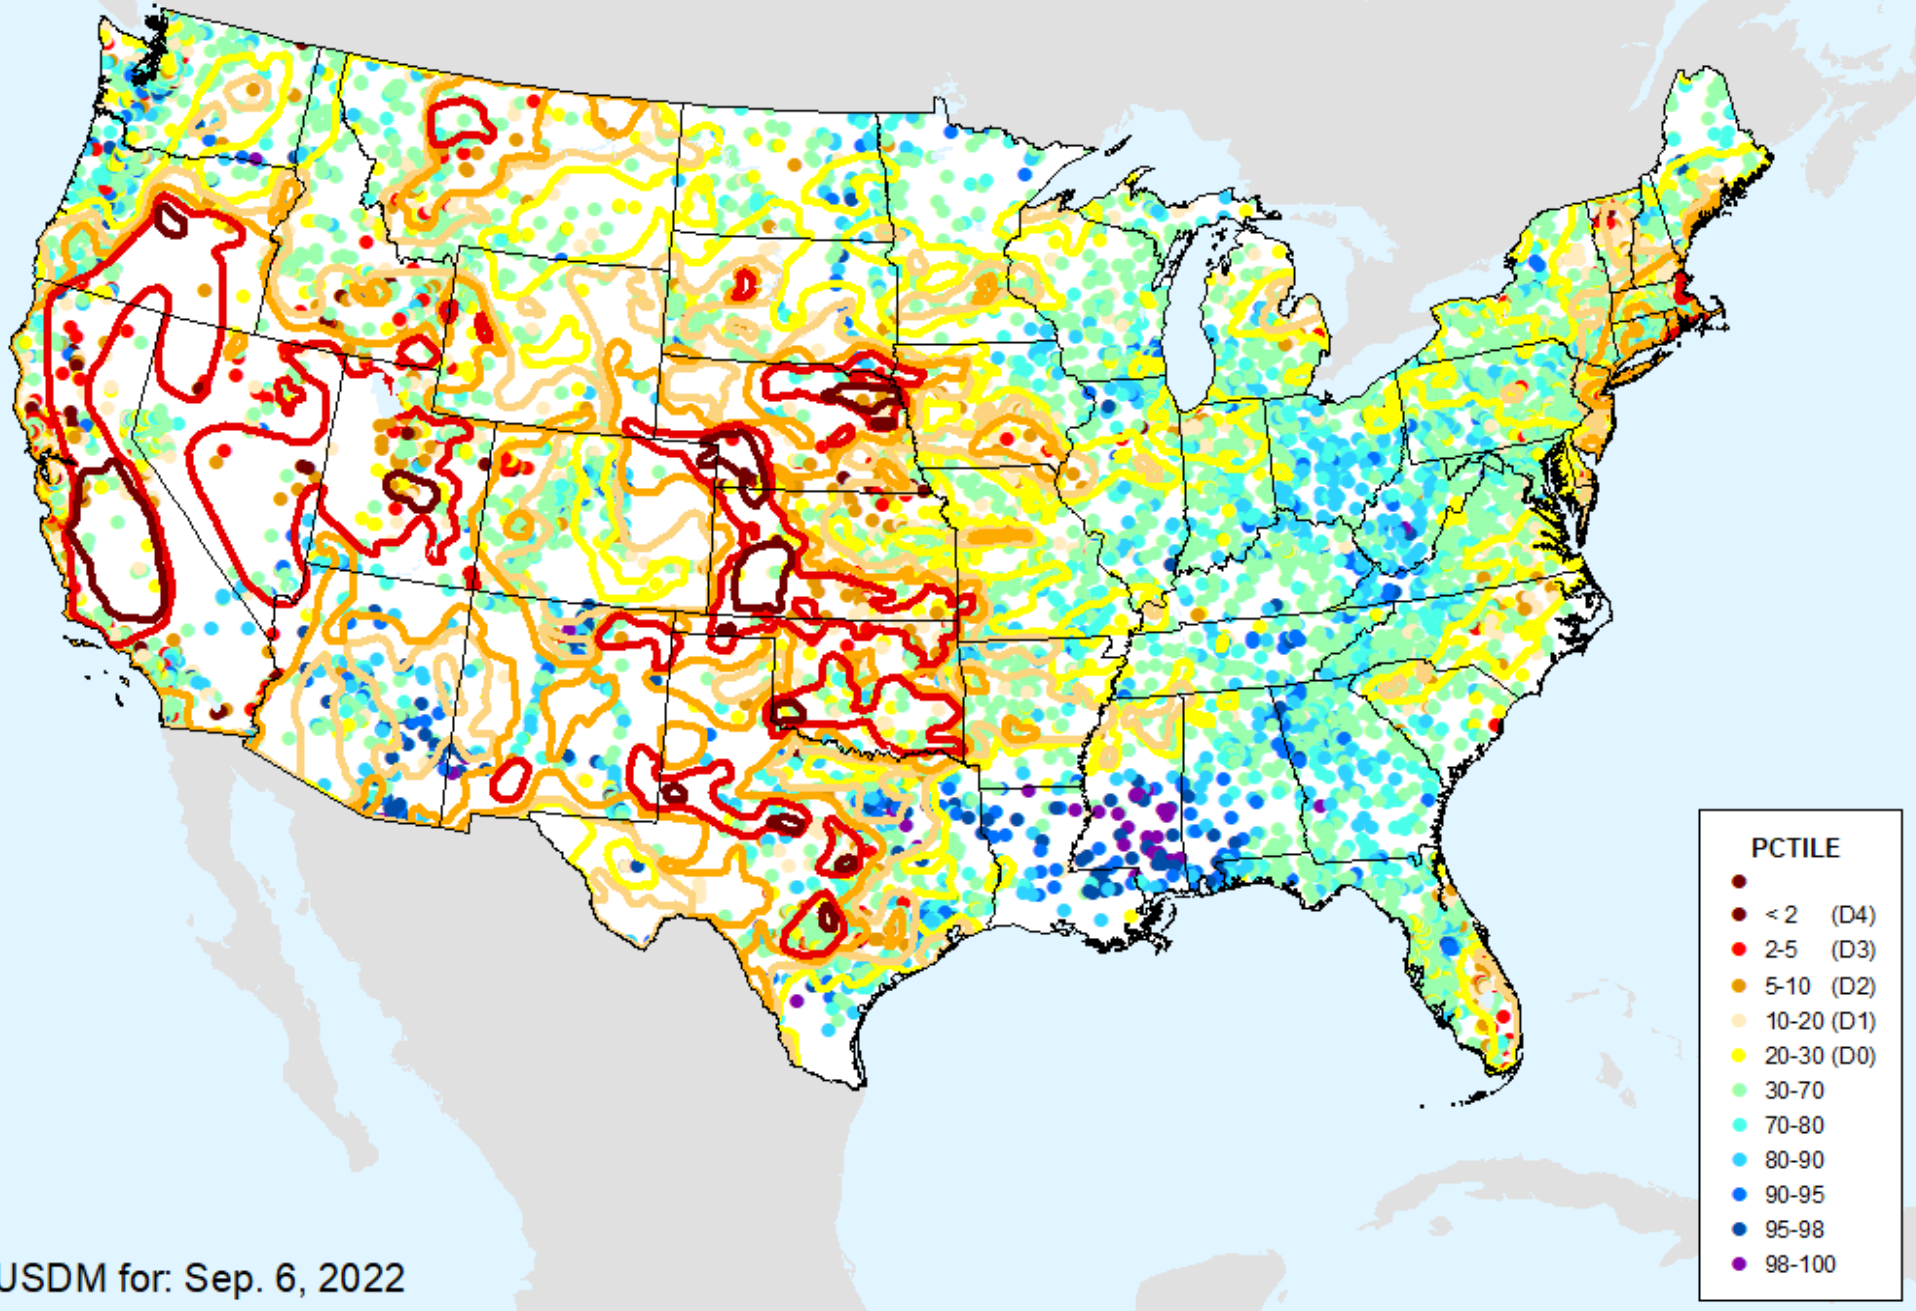 PCTILE
< 2 (D4)
2-5 (D3)
5-10 (D2)
10-20 (D1)
20-30 (D0)
30-70
70-80
80-90
90-95
95-98
98-100
USDM for: Sep. 6, 2022